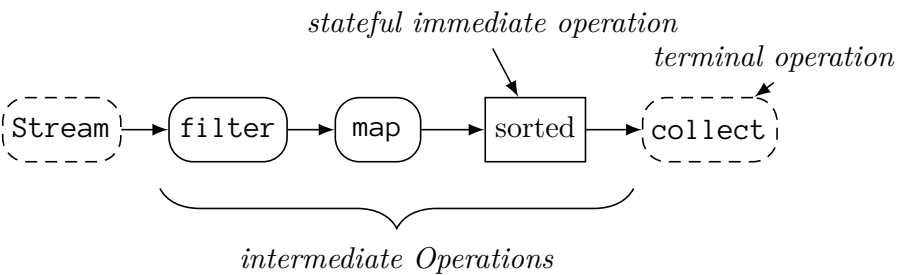 stateful immediate operation
terminal operation
Stream filter map sorted collect
intermediate Operations